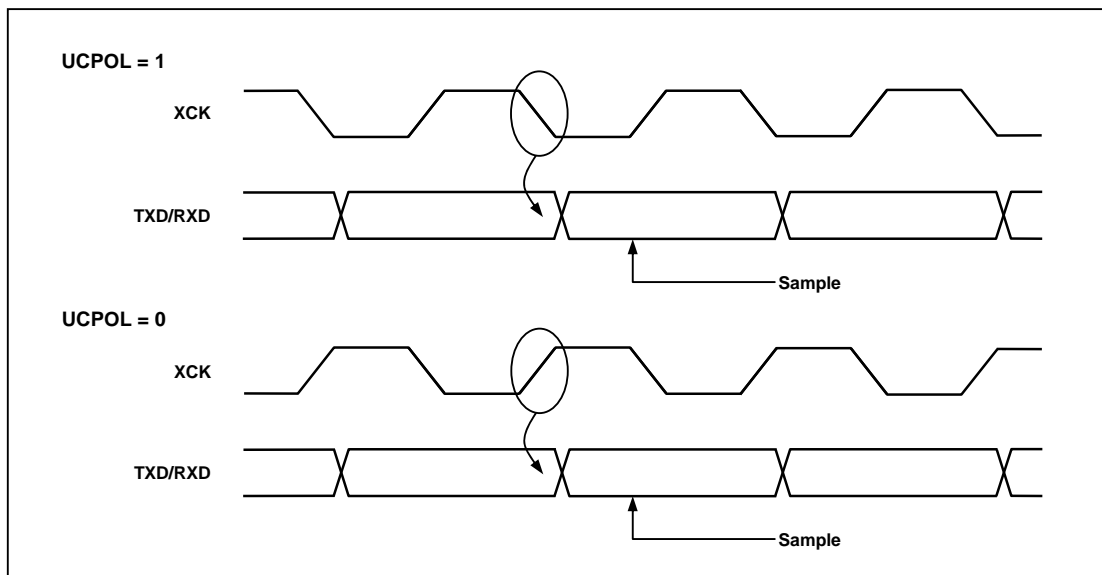 UCPOL = 1
XCK
TXD/RXD
Sample
UCPOL = 0
XCK
TXD/RXD
Sample